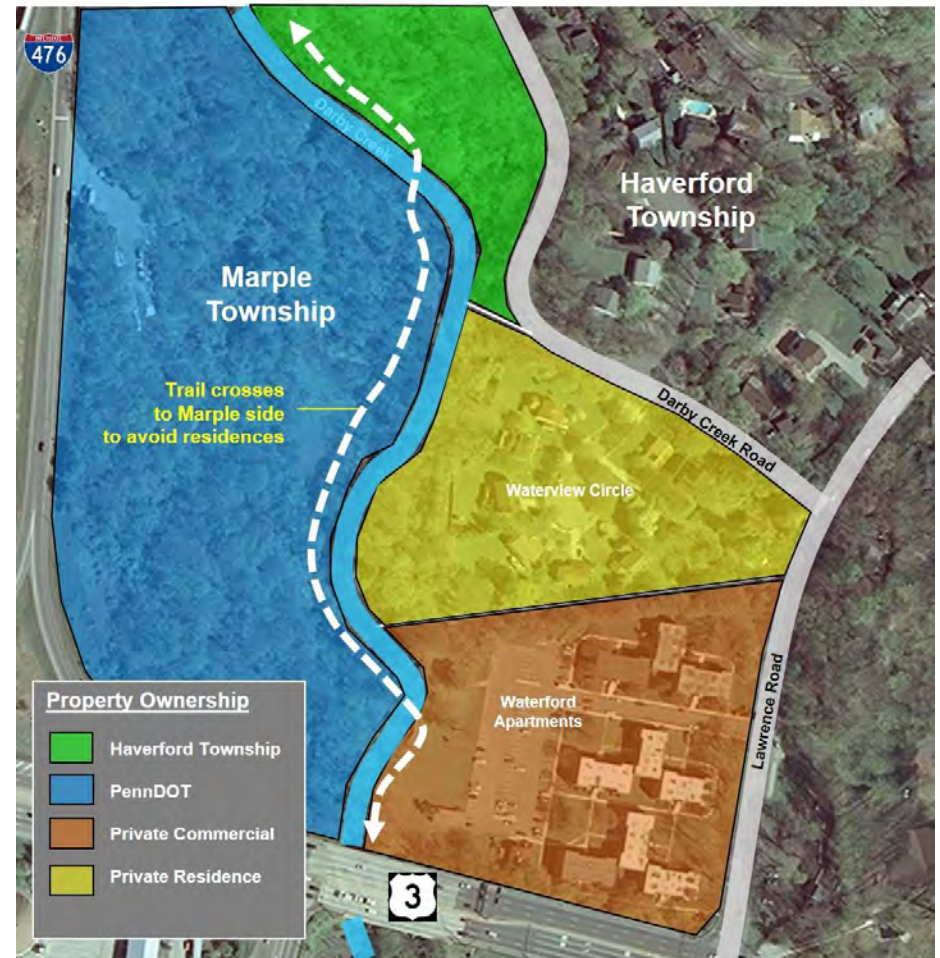 INTERSTATE
476
Darby Creek
Haverford
Township
Marple
Township
Trail crosses
to Marple side
to avoid residences
Darby Creek Road
Waterview Circle
Waterford
Apartments
Lawrence Road
Property Ownership
Haverford Township
PennDOT
Private Commercial
Private Residence
3